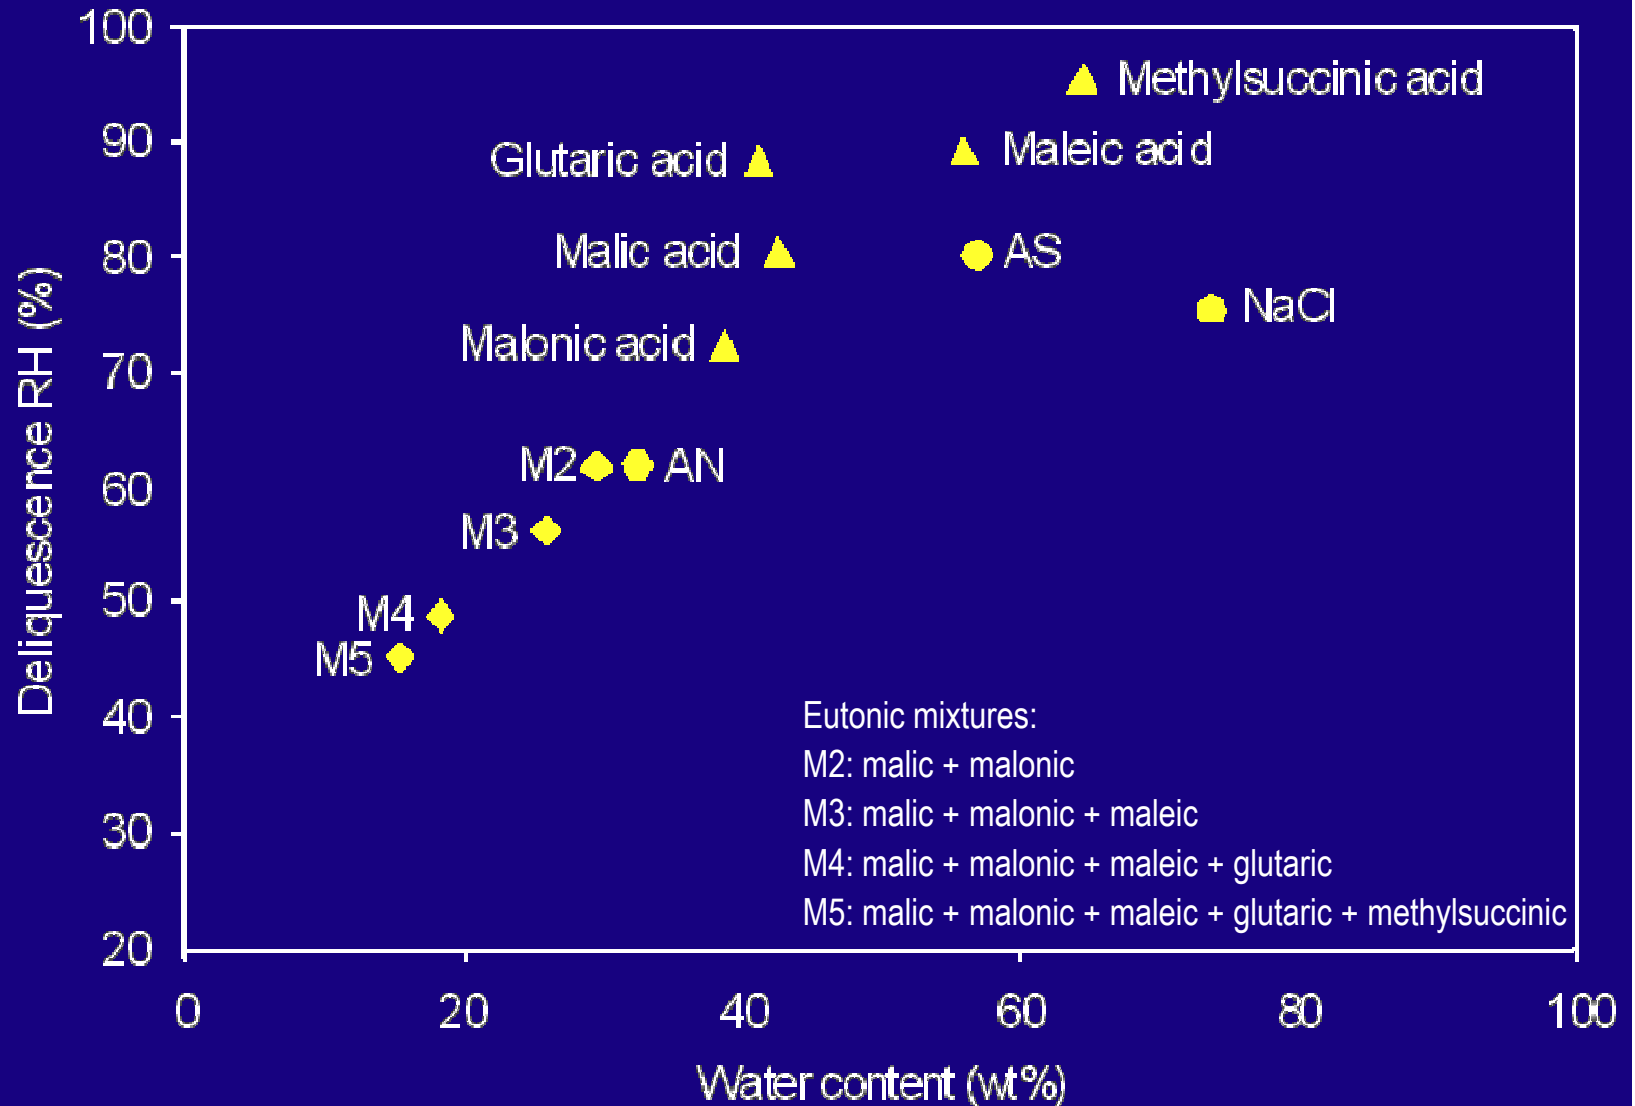 100
Methylsuccinic acid
90
Glutaric acid
Maleic acid
Malic acid
80
AS
NaCl
Malonic acid
70
M2
AN
60
M3
50
M4
M5
40
30
20
Deliquescence RH (%)
Eutonic mixtures:
M2: malic + malonic
M3: malic + malonic + maleic
M4: malic + malonic + maleic + glutaric
M5: malic + malonic + maleic + glutaric + methylsuccinic
0 20 40 60 80 100
Water content (wt%)